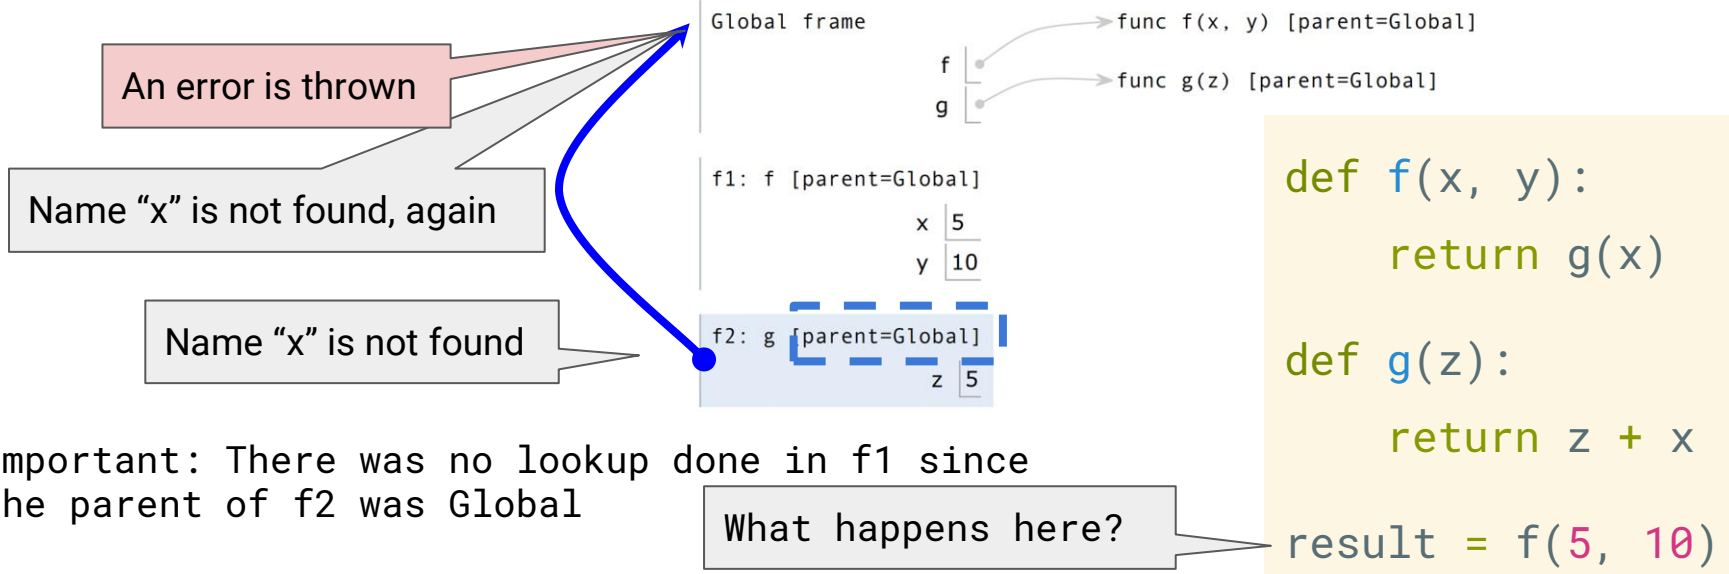 Global frame
func f(x, y) [parent=Global]
f
func g(z) [parent=Global]
g
An error is thrown
Name “x” is not found, again
f1: f [parent=Global]
x 5
y 10
Name “x” is not found
f2: g [parent=Global]
z 5
mportant: There was no lookup done in f1 since
he parent of f2 was Global
What happens here?
def f(x, y):
return g(x)
def g(z):
return z + x
result = f(5, 10)